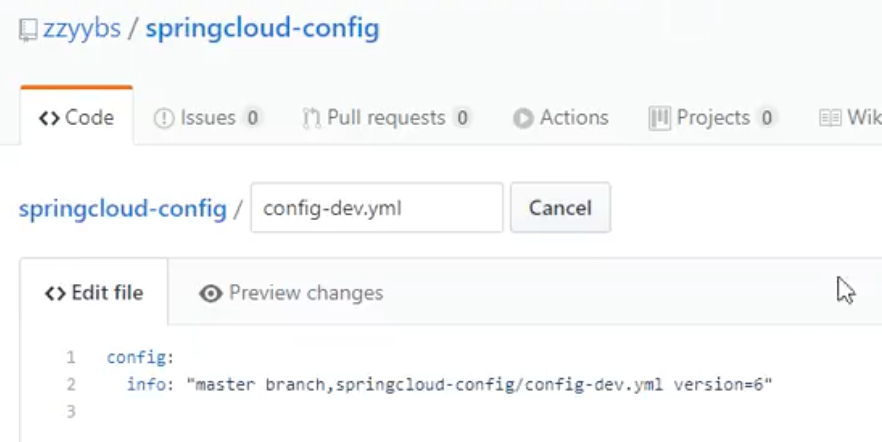 zzyybs / springcloud-config
<> Code Issues 0 Pull requests 0 Actions Projects 0 Wik
springcloud-config / config-dev.yml Cancel
<> Edit file Preview changes
1 config:
2 info: "master branch,springcloud-config/config-dev.yml version=6"
3